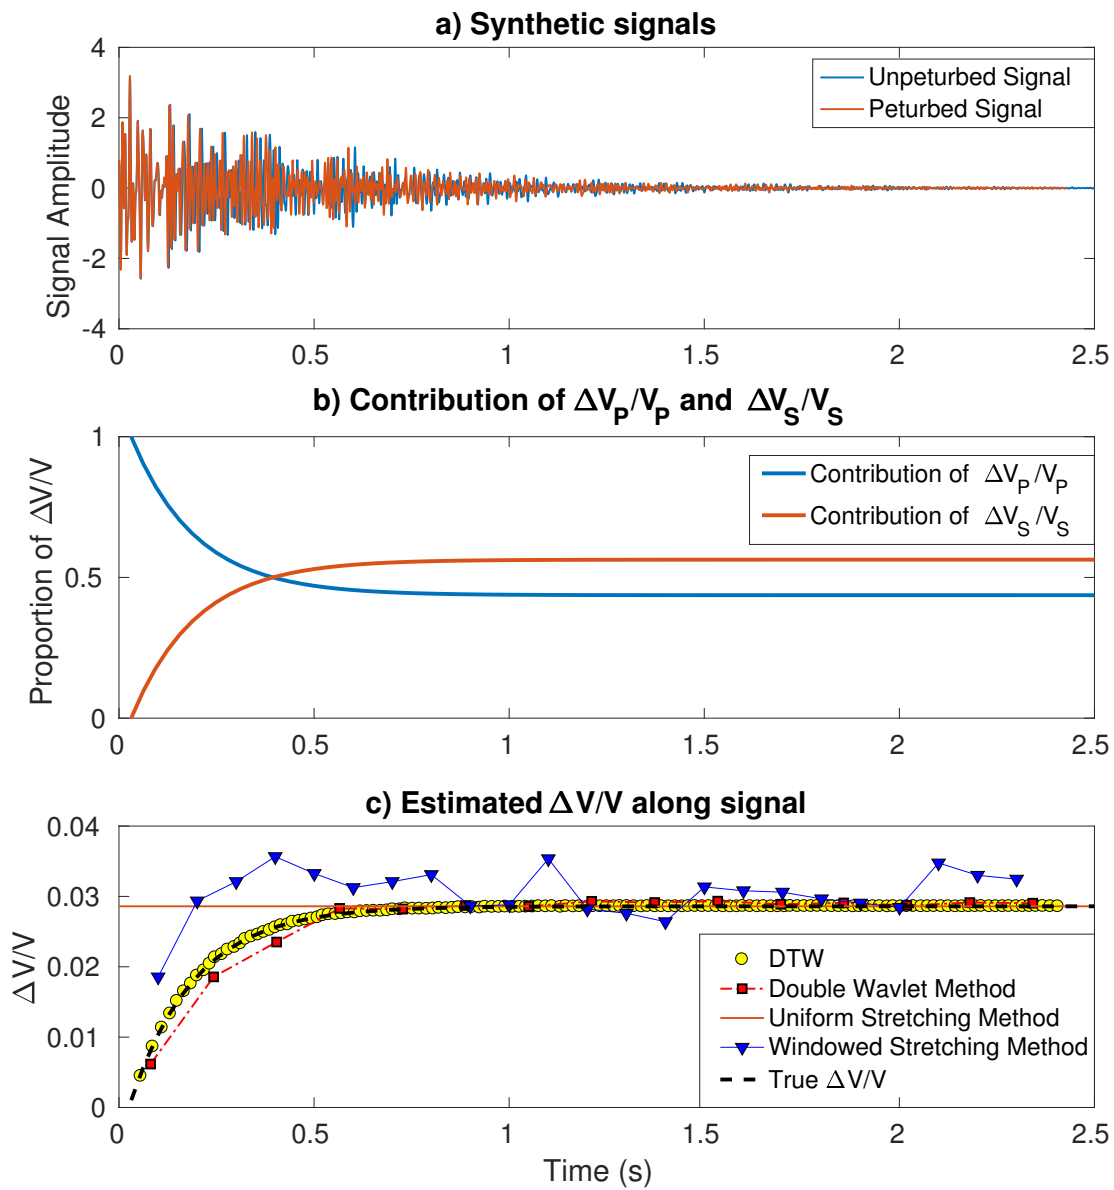 a) Synthetic signals
4
2
0
-2
-4
Signal Amplitude
Unpeturbed Signal
Peturbed Signal
0
0.5
1
1.5
2
2.5
b) Contribution of ΔV_P/V_P and ΔV_S/V_S
1
0.5
0
Proportion of ΔV/V
Contribution of ΔV_P/V_P
Contribution of ΔV_S/V_S
0
0.5
1
1.5
2
2.5
c) Estimated ΔV/V along signal
0.04
0.03
0.02
0.01
0
ΔV/V
DTW
Double Wavlet Method
Uniform Stretching Method
Windowed Stretching Method
True ΔV/V
0
0.5
1
1.5
2
2.5
Time (s)